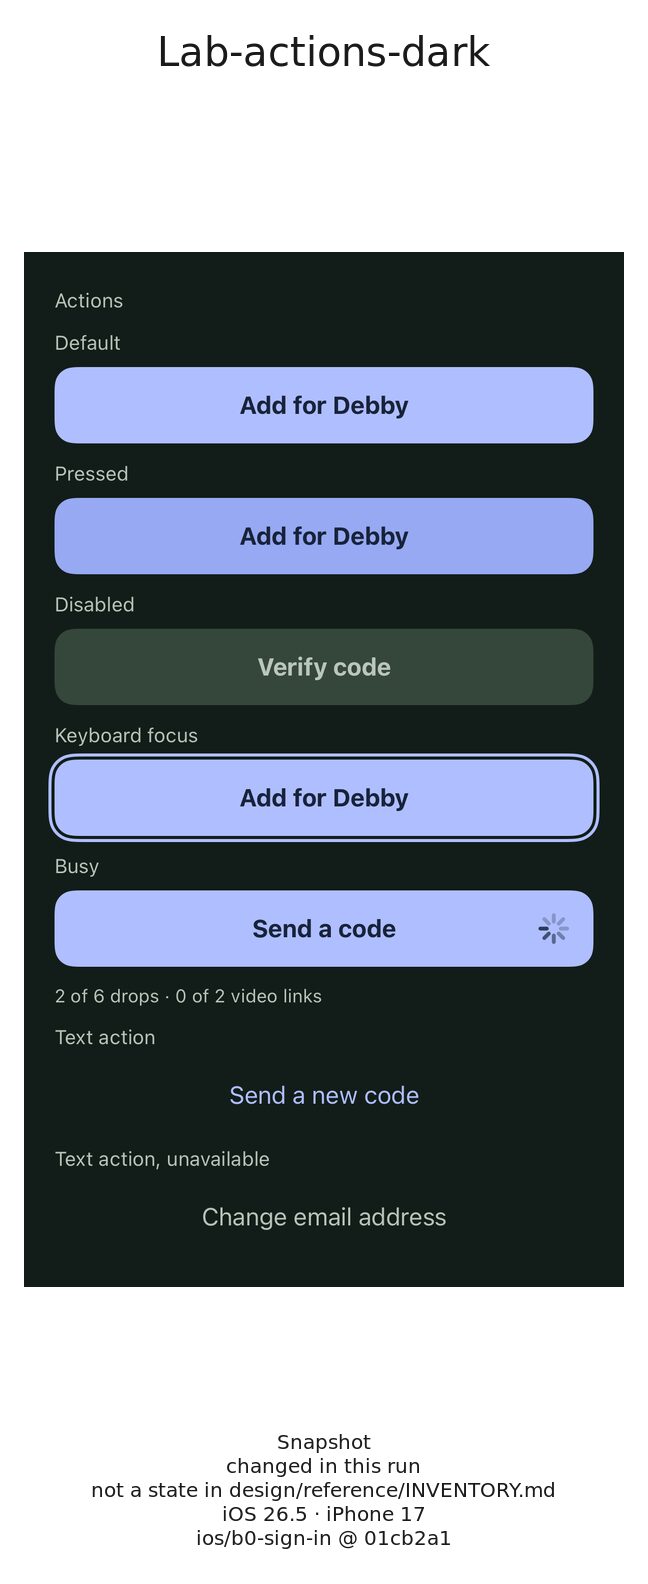 Lab-actions-dark
Actions
Default
Add for Debby
Pressed
Add for Debby
Disabled
Verify code
Keyboard focus
Add for Debby
Busy
Send a code
2 of 6 drops · 0 of 2 video links
Text action
Send a new code
Text action, unavailable
Change email address
Snapshot
changed in this run
not a state in design/reference/INVENTORY.md
iOS 26.5 · iPhone 17
ios/b0-sign-in @ 01cb2a1